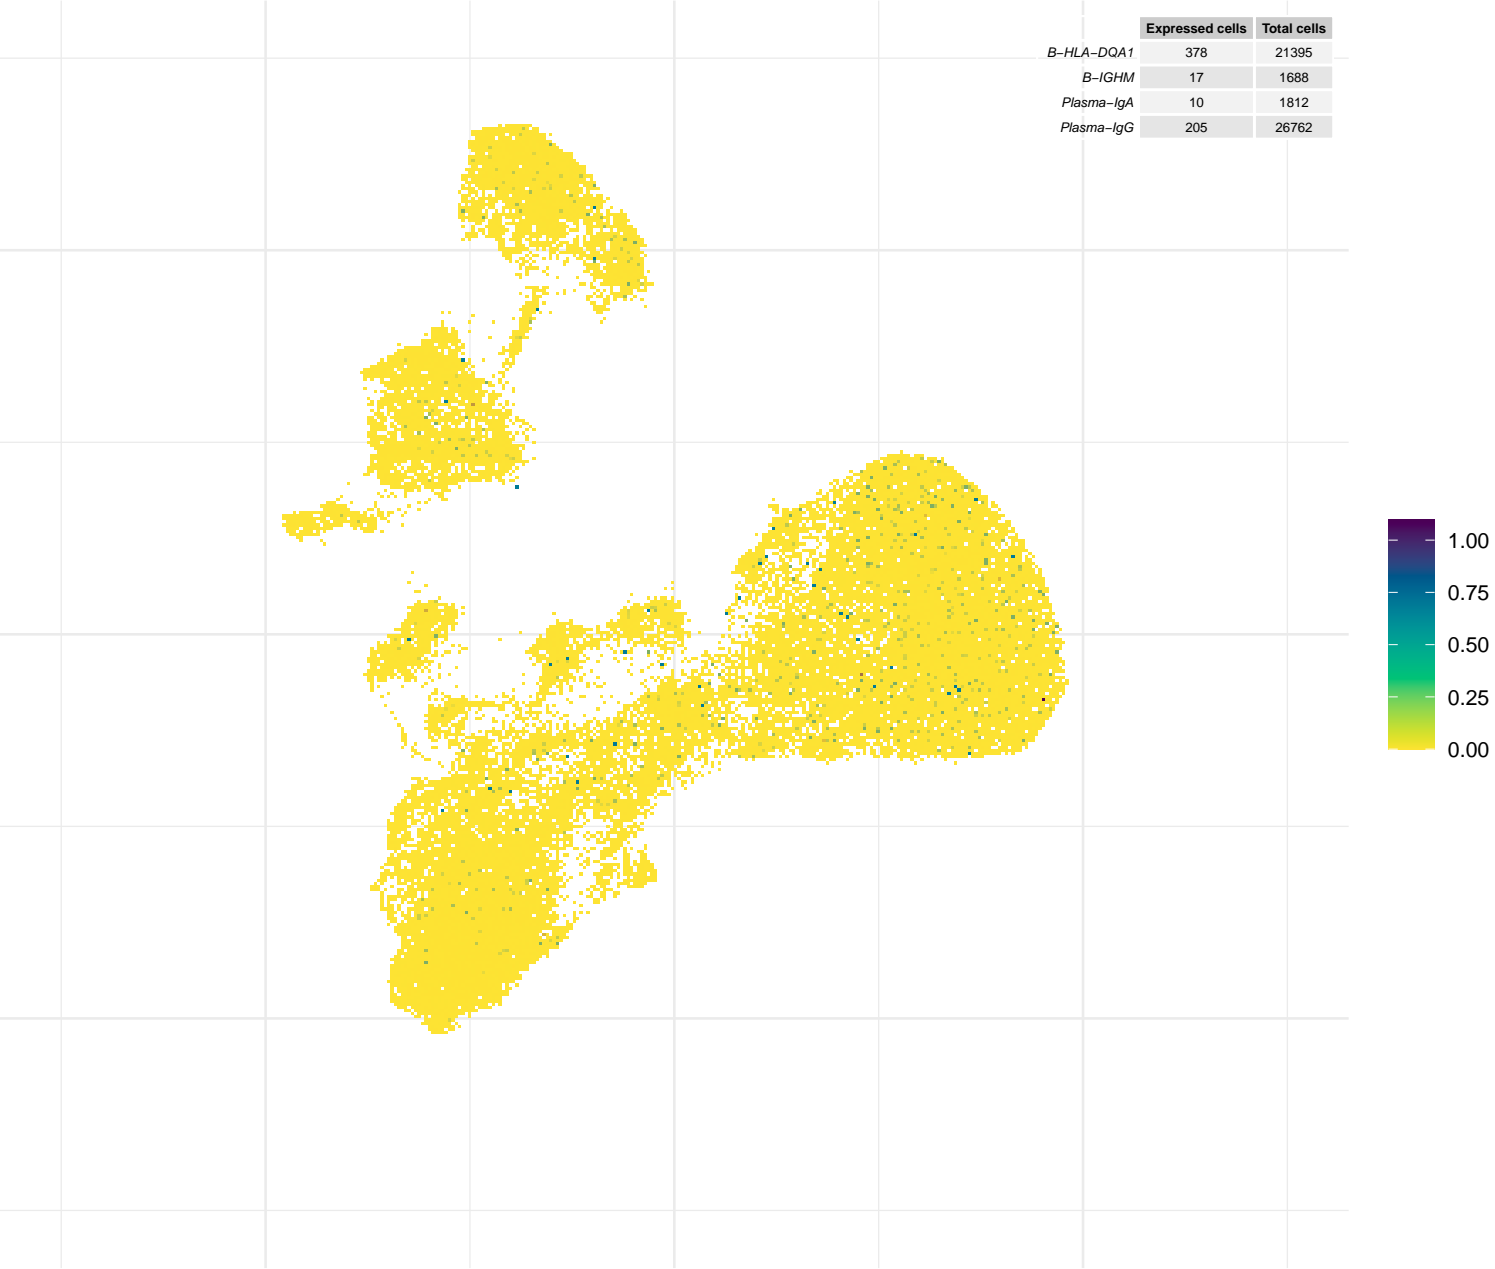 Expressed cells Total cells
B−HLA−DQA1 378 21395
B−IGHM 17 1688
Plasma−IgA 10 1812
Plasma−IgG 205 26762
1.00
0.75
0.50
0.25
0.00